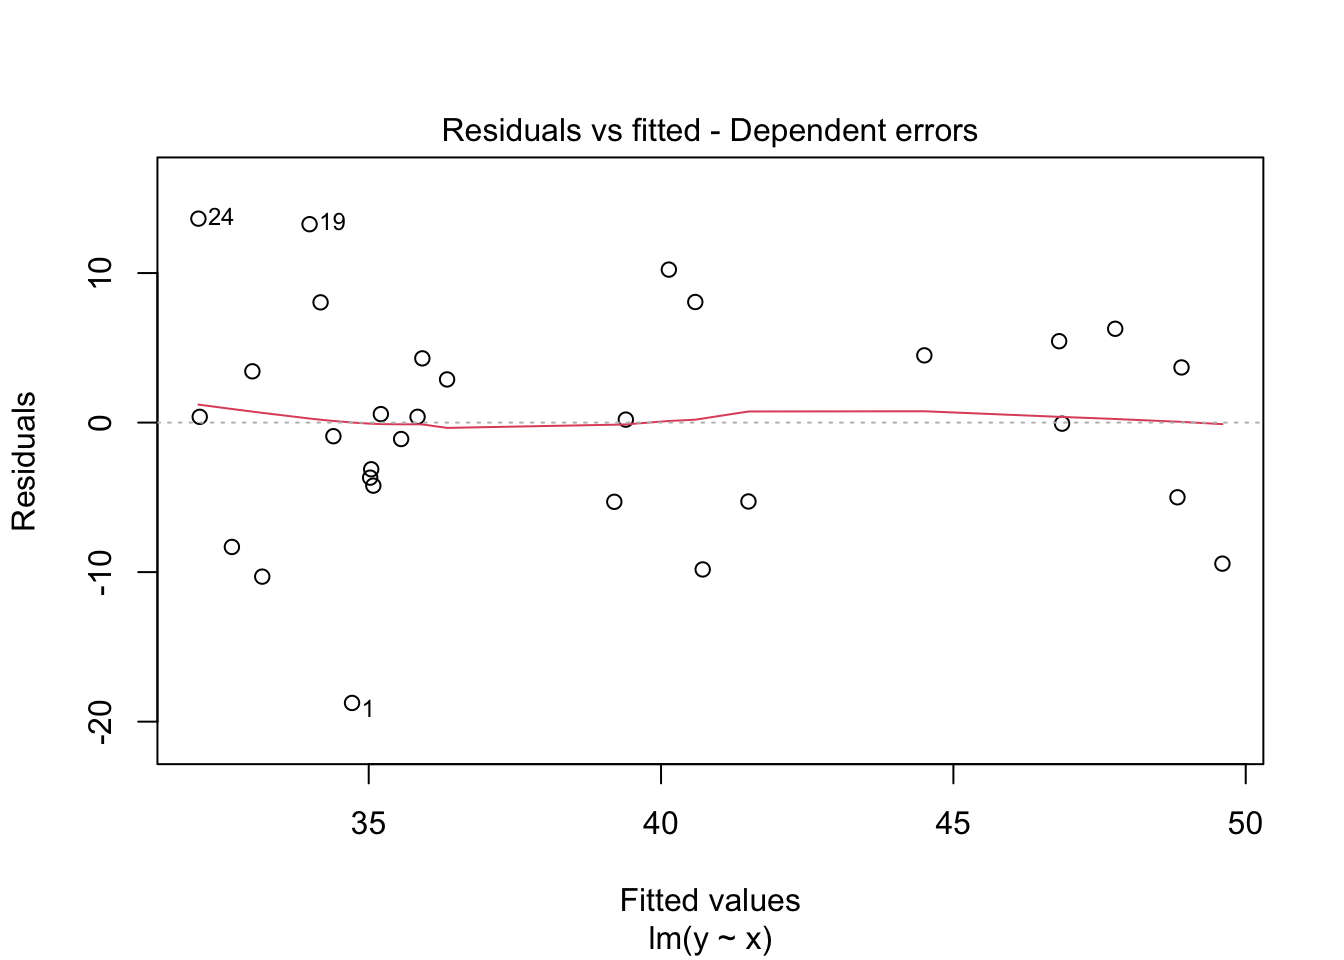 Residuals vs fitted - Dependent errors
24
19
1
10
0
-10
-20
Residuals
35
40
45
50
Fitted values
lm(y ~ x)